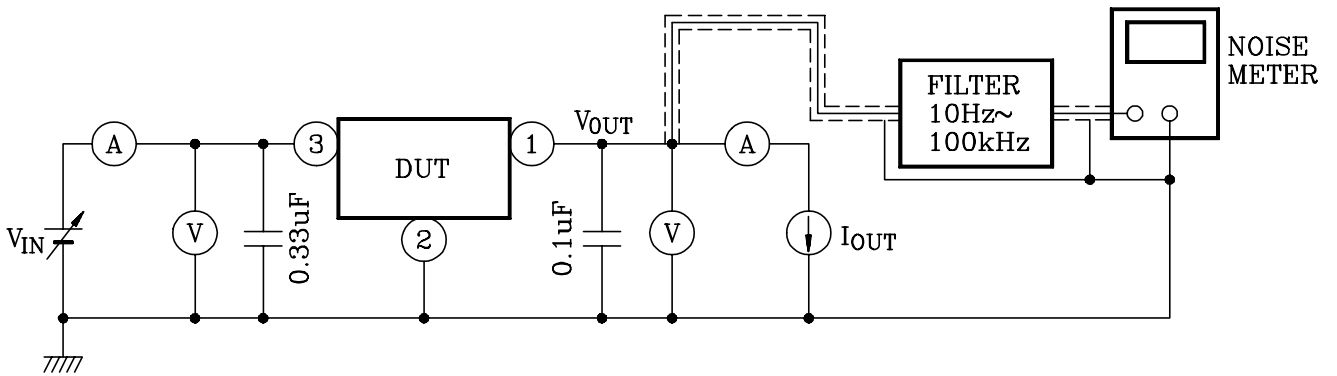 NOISE
METER
FILTER
10Hz~
100kHz
VOUT
A
3
DUT
1
A
VIN
V
0.33uF
2
0.1uF
V
IOUT